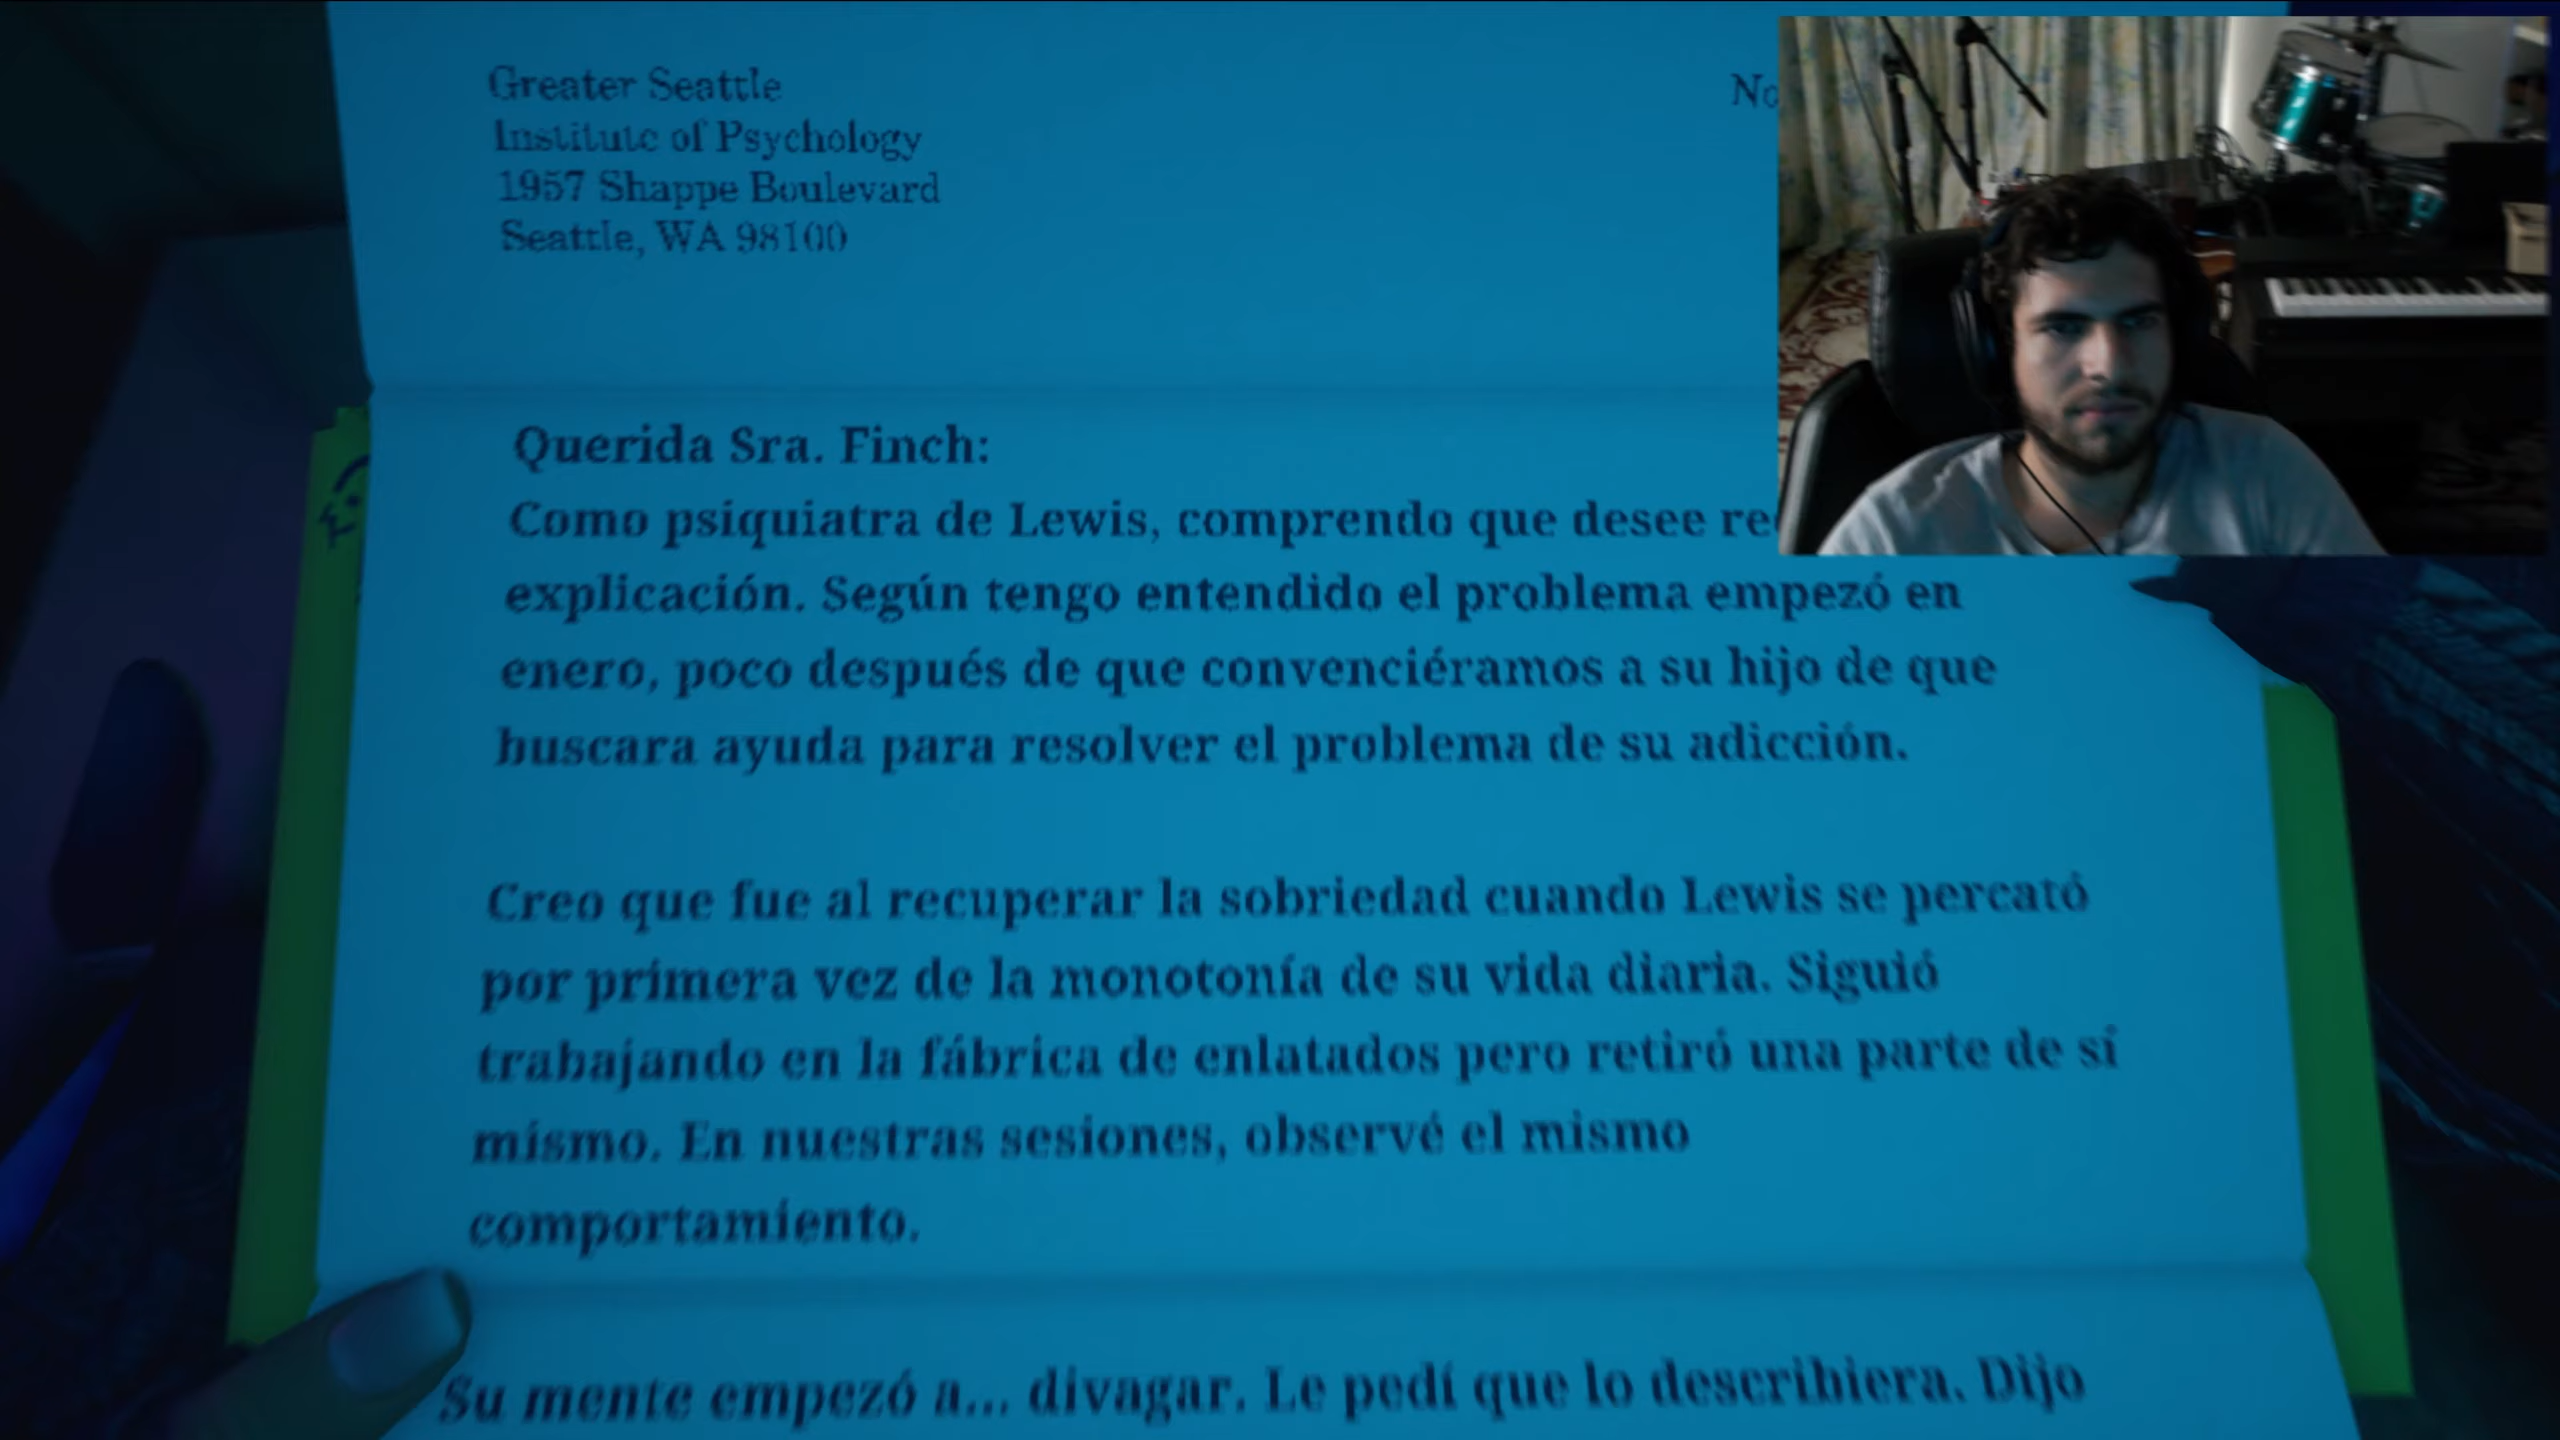 Greater Seattle
Institute of Psychology
1957 Shappe Boulevard
Seattle, WA 98100
Querida Sra. Finch:
Como psiquiatra de Lewis, comprendo que desee
explicación. Según tengo entendido el problema empezó en
enero, poco después de que convenciéramos a su hijo de que
buscara ayuda para resolver el problema de su adicción.
Creo que fue al recuperar la sobriedad cuando Lewis se percató
por primera vez de la monotonía de su vida diaria. Siguió
trabajando en la fábrica de enlatados pero retiró una parte de sí
mismo. En nuestras sesiones, observé el mismo
comportamiento.
Su mente empezó a... divagar. Le pedí que lo describiera. Dijo